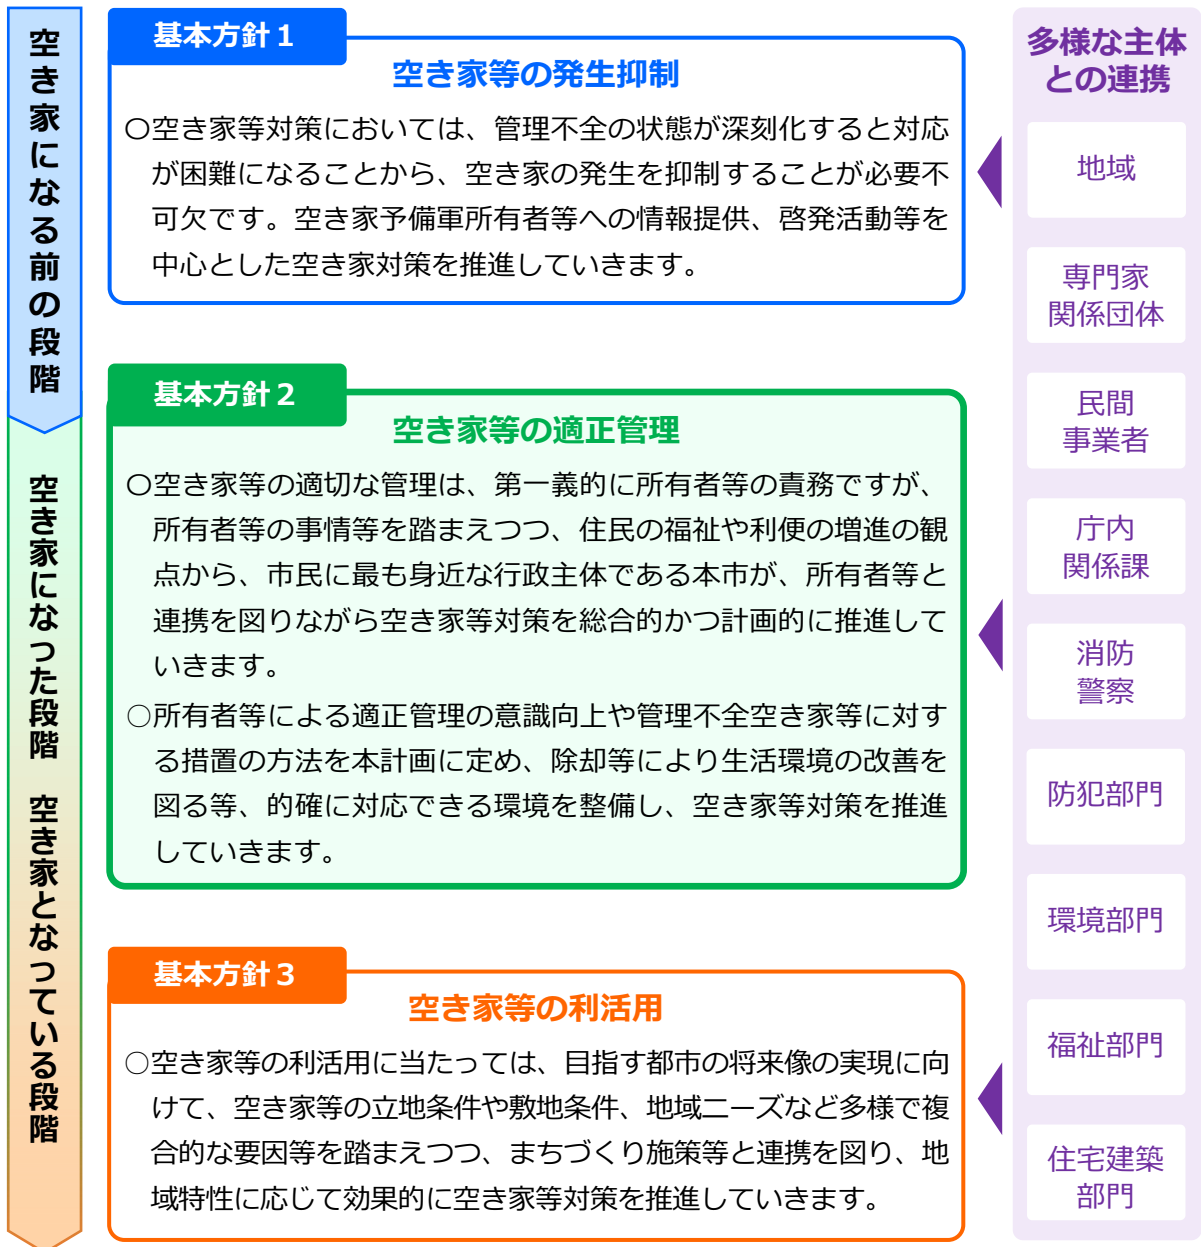 空き家になる前の段階
空き家になった段階　空き家となっている段階
基本方針１
空き家等の発生抑制
〇空き家等対策においては、管理不全の状態が深刻化すると対応
が困難になることから、空き家の発生を抑制することが必要不
可欠です。空き家予備軍所有者等への情報提供、啓発活動等を
中心とした空き家対策を推進していきます。
基本方針２
空き家等の適正管理
〇空き家等の適切な管理は、第一義的に所有者等の責務ですが、
所有者等の事情等を踏まえつつ、住民の福祉や利便の増進の観
点から、市民に最も身近な行政主体である本市が、所有者等と
連携を図りながら空き家等対策を総合的かつ計画的に推進して
いきます。
○所有者等による適正管理の意識向上や管理不全空き家等に対す
る措置の方法を本計画に定め、除却等により生活環境の改善を
図る等、的確に対応できる環境を整備し、空き家等対策を推進
していきます。
基本方針３
空き家等の利活用
○空き家等の利活用に当たっては、目指す都市の将来像の実現に向
けて、空き家等の立地条件や敷地条件、地域ニーズなど多様で複
合的な要因等を踏まえつつ、まちづくり施策等と連携を図り、地
域特性に応じて効果的に空き家等対策を推進していきます。
多様な主体
との連携
地域
専門家
関係団体
民間
事業者
庁内
関係課
消防
警察
防犯部門
環境部門
福祉部門
住宅建築
部門